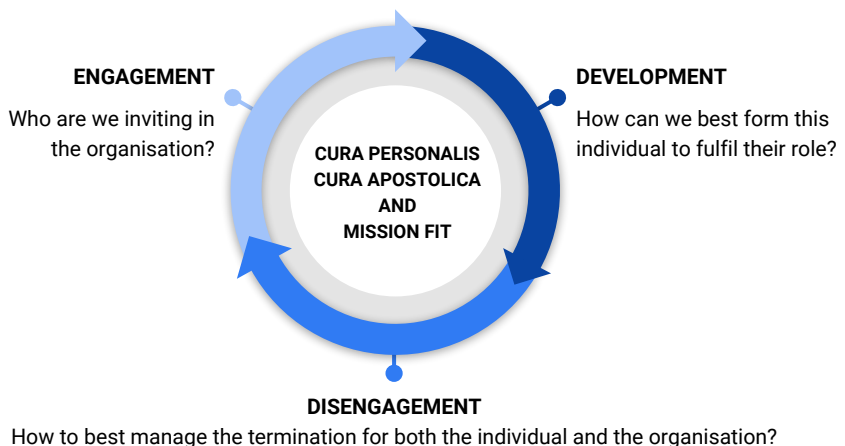 ENGAGEMENT
Who are we inviting in
the organisation?
DEVELOPMENT
How can we best form this
individual to fulfil their role?
CURA PERSONALIS
CURA APOSTOLICA
AND
MISSION FIT
DISENGAGEMENT
How to best manage the termination for both the individual and the organisation?